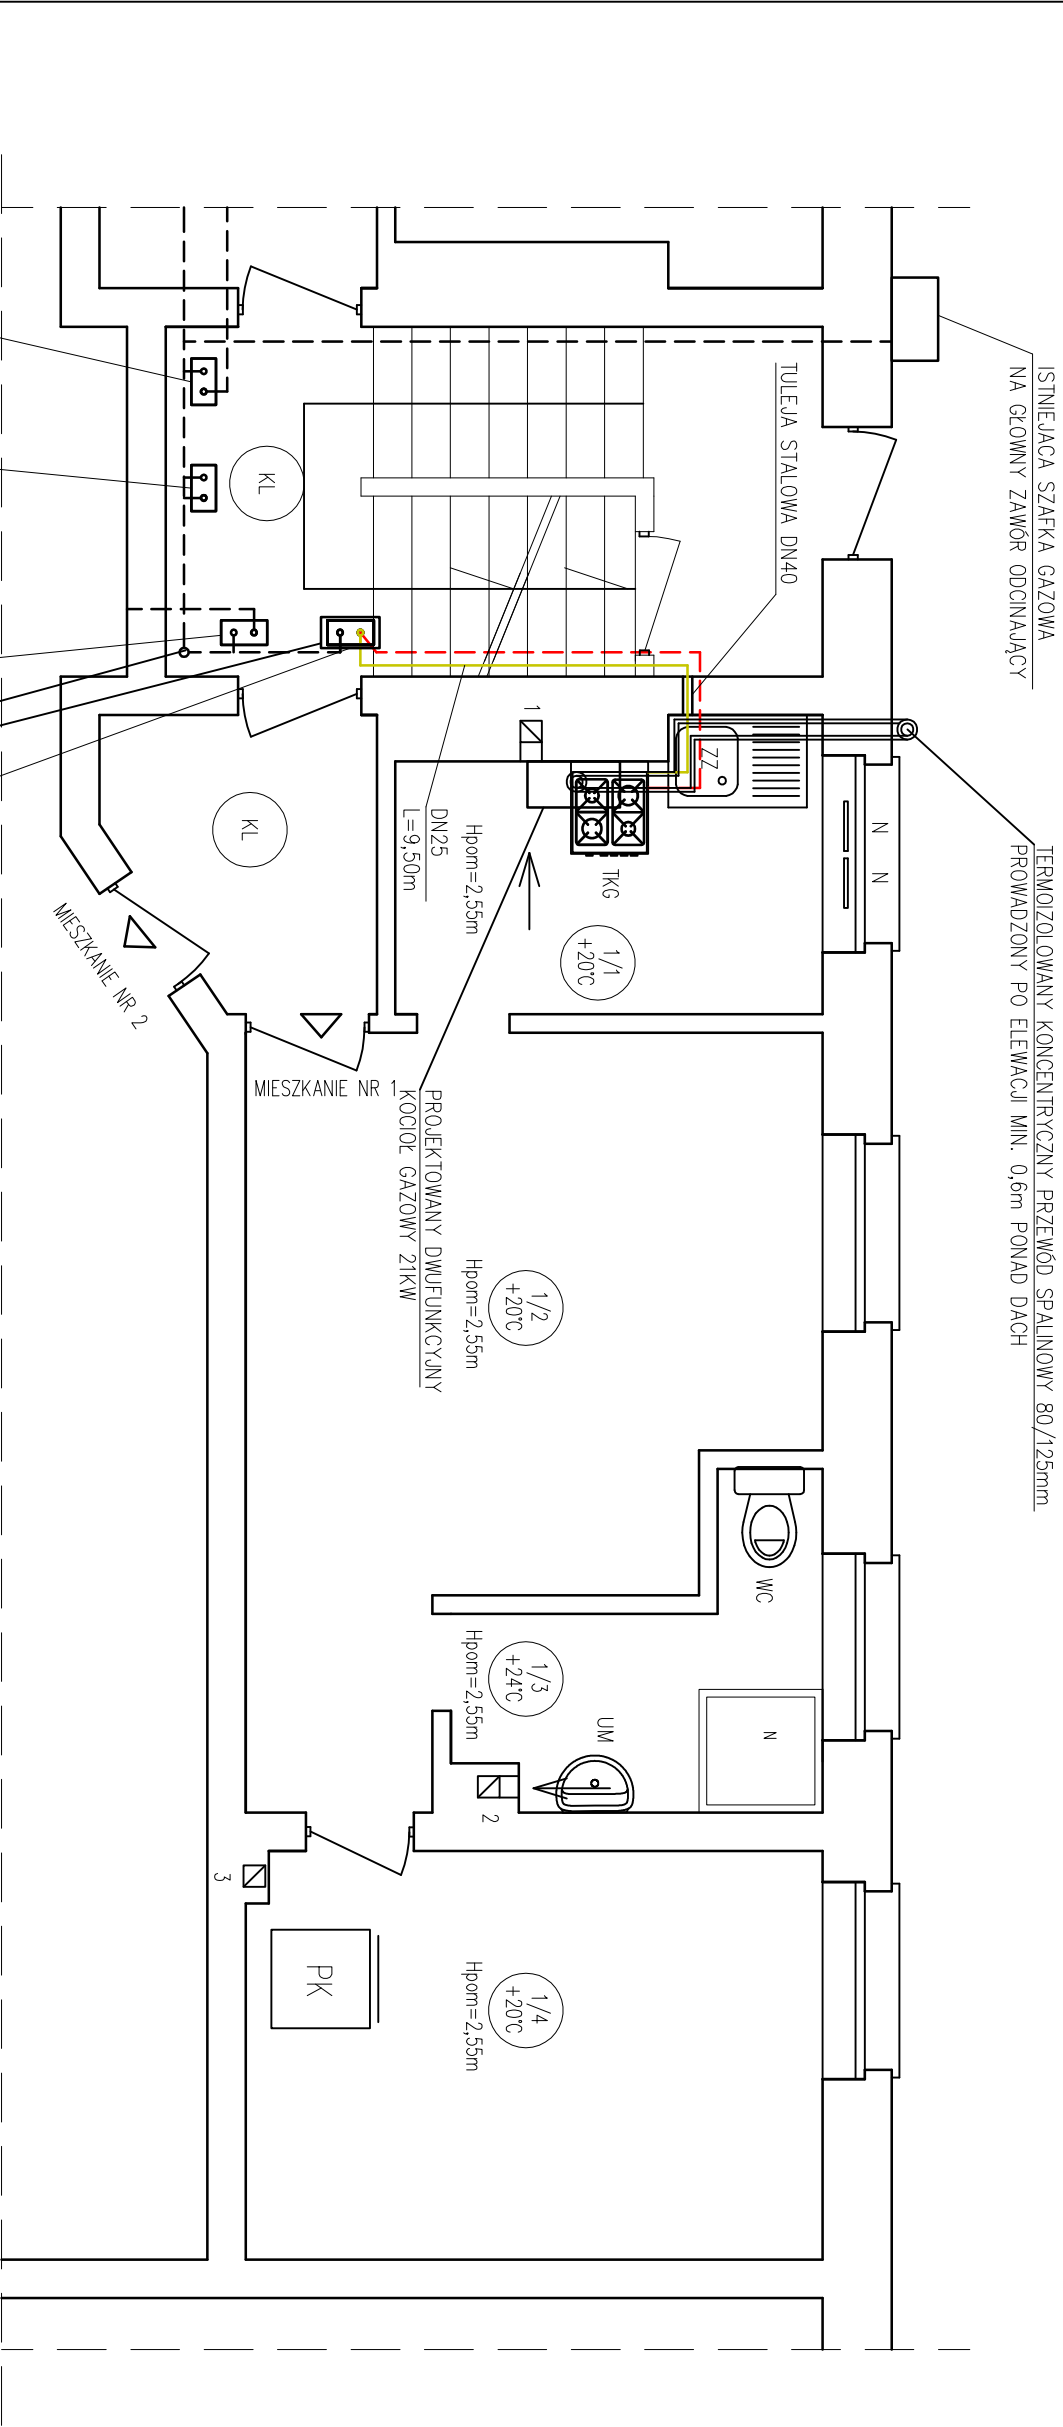 ISTNIEJACA SZAFKA GAZOWA
NA GŁOWNY ZAWÓR ODCINAJĄCY
TULEJA STALOWA DN40
KL
TERMOIZOLOWANY KONCENTRYCZNY PRZEWÓD SPALINOWY 80/125mm
PROWADZONY PO ELEWACJI MIN. 0,6m PONAD DACH
1
ZZ
N
N
KL
DN25
L=9,50m
Hpom=2,55m
TKG
1/1
+20°C
MIESZKANIE NR 2
MIESZKANIE NR 1
PROJEKTOWANY DWUFUNKCYJNY
KOCIOŁ GAZOWY 21KW
1/2
+20°C
Hpom=2,55m
WC
1/3
+24°C
Hpom=2,55m
UM
N
2
3
PK
1/4
+20°C
Hpom=2,55m